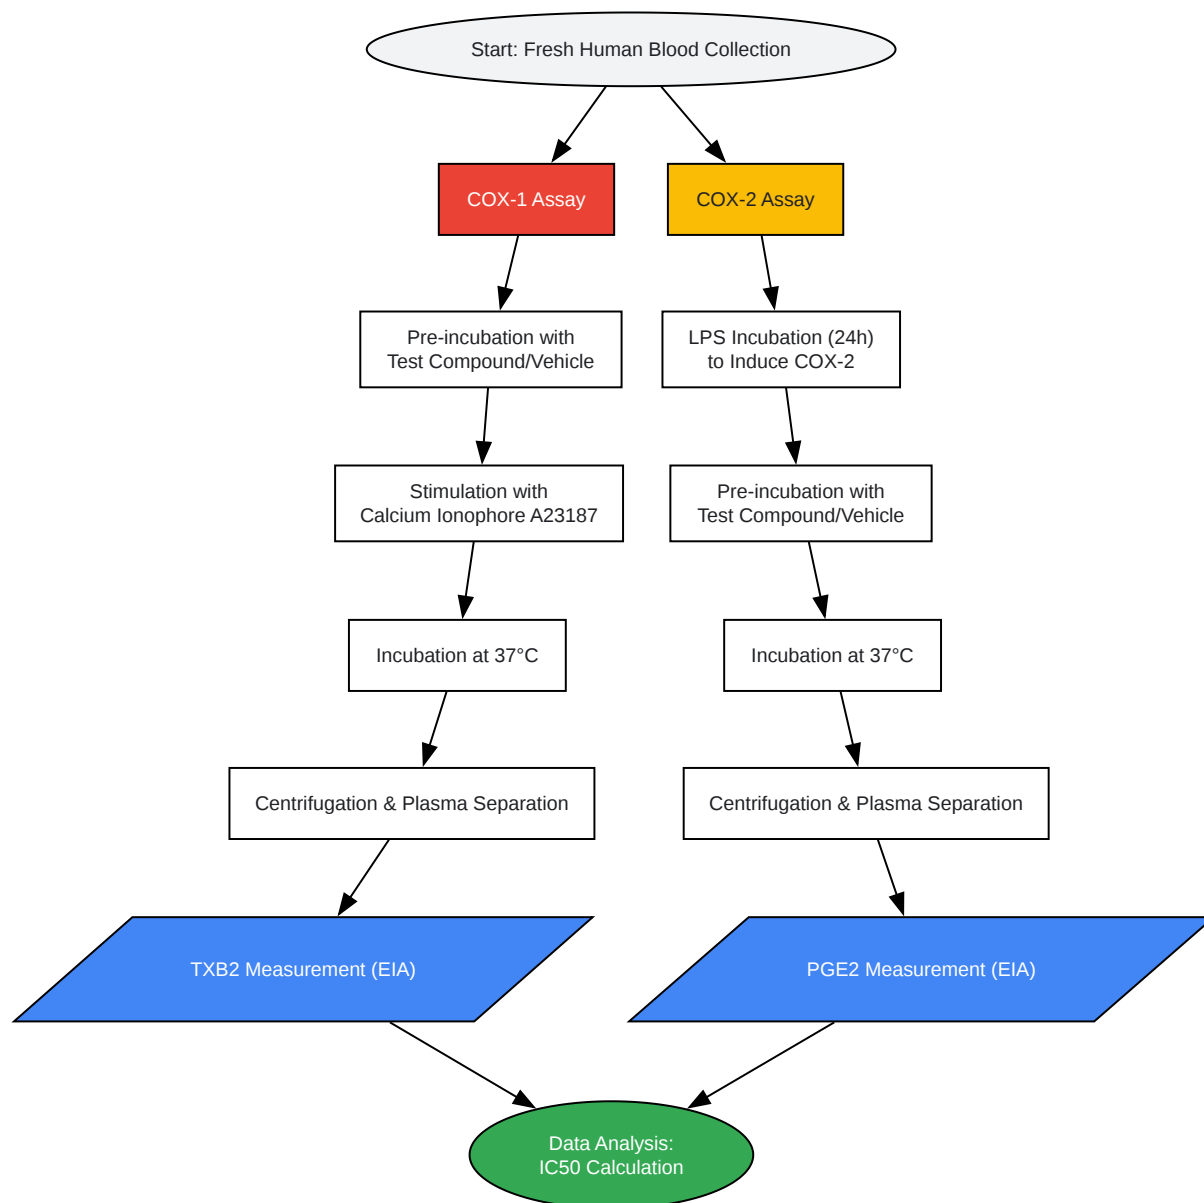 Start: Fresh Human Blood Collection
COX-1 Assay
COX-2 Assay
Pre-incubation with
Test Compound/Vehicle
LPS Incubation (24h)
to Induce COX-2
Stimulation with
Calcium Ionophore A23187
Pre-incubation with
Test Compound/Vehicle
Incubation at 37°C
Incubation at 37°C
Centrifugation & Plasma Separation
Centrifugation & Plasma Separation
TXB2 Measurement (EIA)
PGE2 Measurement (EIA)
Data Analysis:
IC50 Calculation